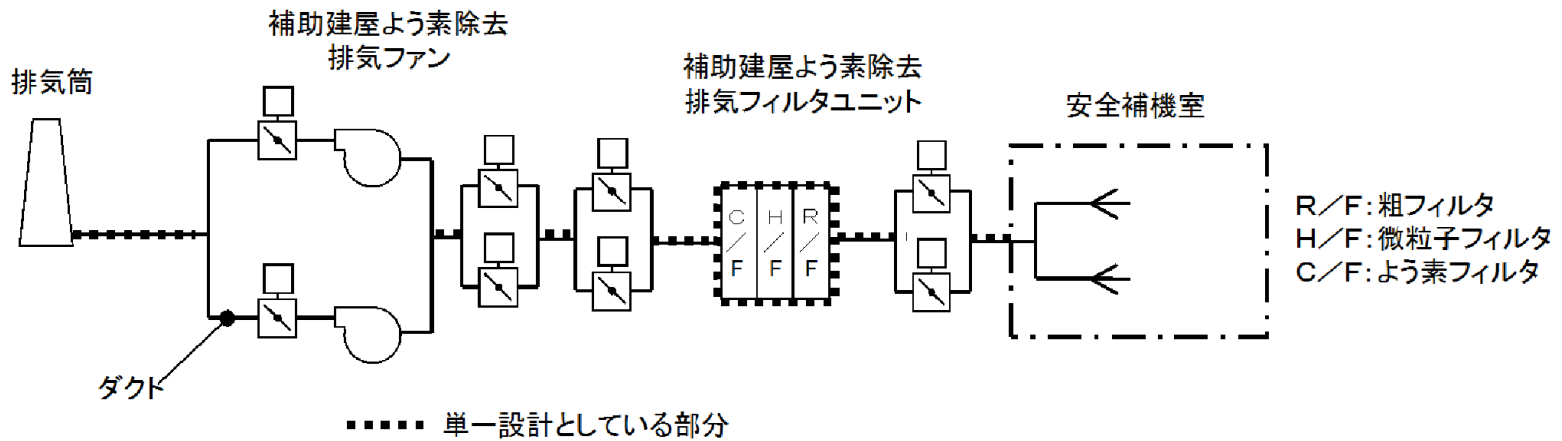 補助建屋よう素除去
排気ファン
排気筒
補助建屋よう素除去
排気フィルタユニット
安全補機室
C/F
H/F
R/F
R/F:粗フィルタ
H/F:微粒子フィルタ
C/F:よう素フィルタ
ダクト
単一設計としている部分